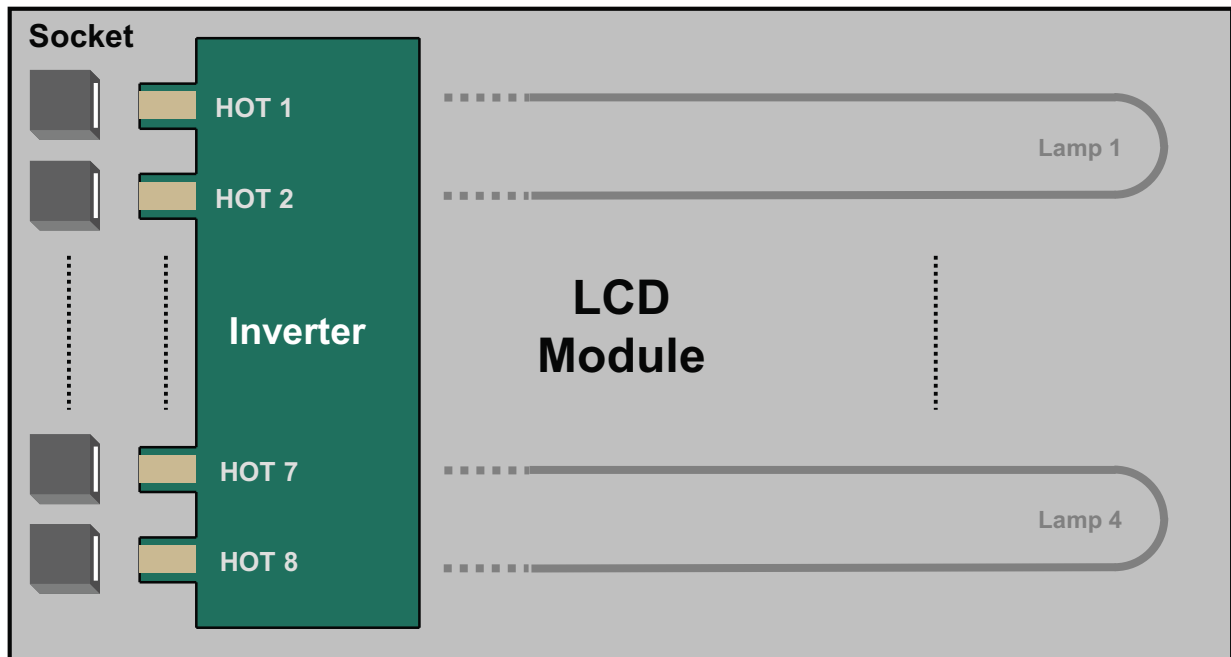 Socket
HOT 1
Lamp 1
HOT 2
LCD
Module
Inverter
HOT 7
Lamp 4
HOT 8